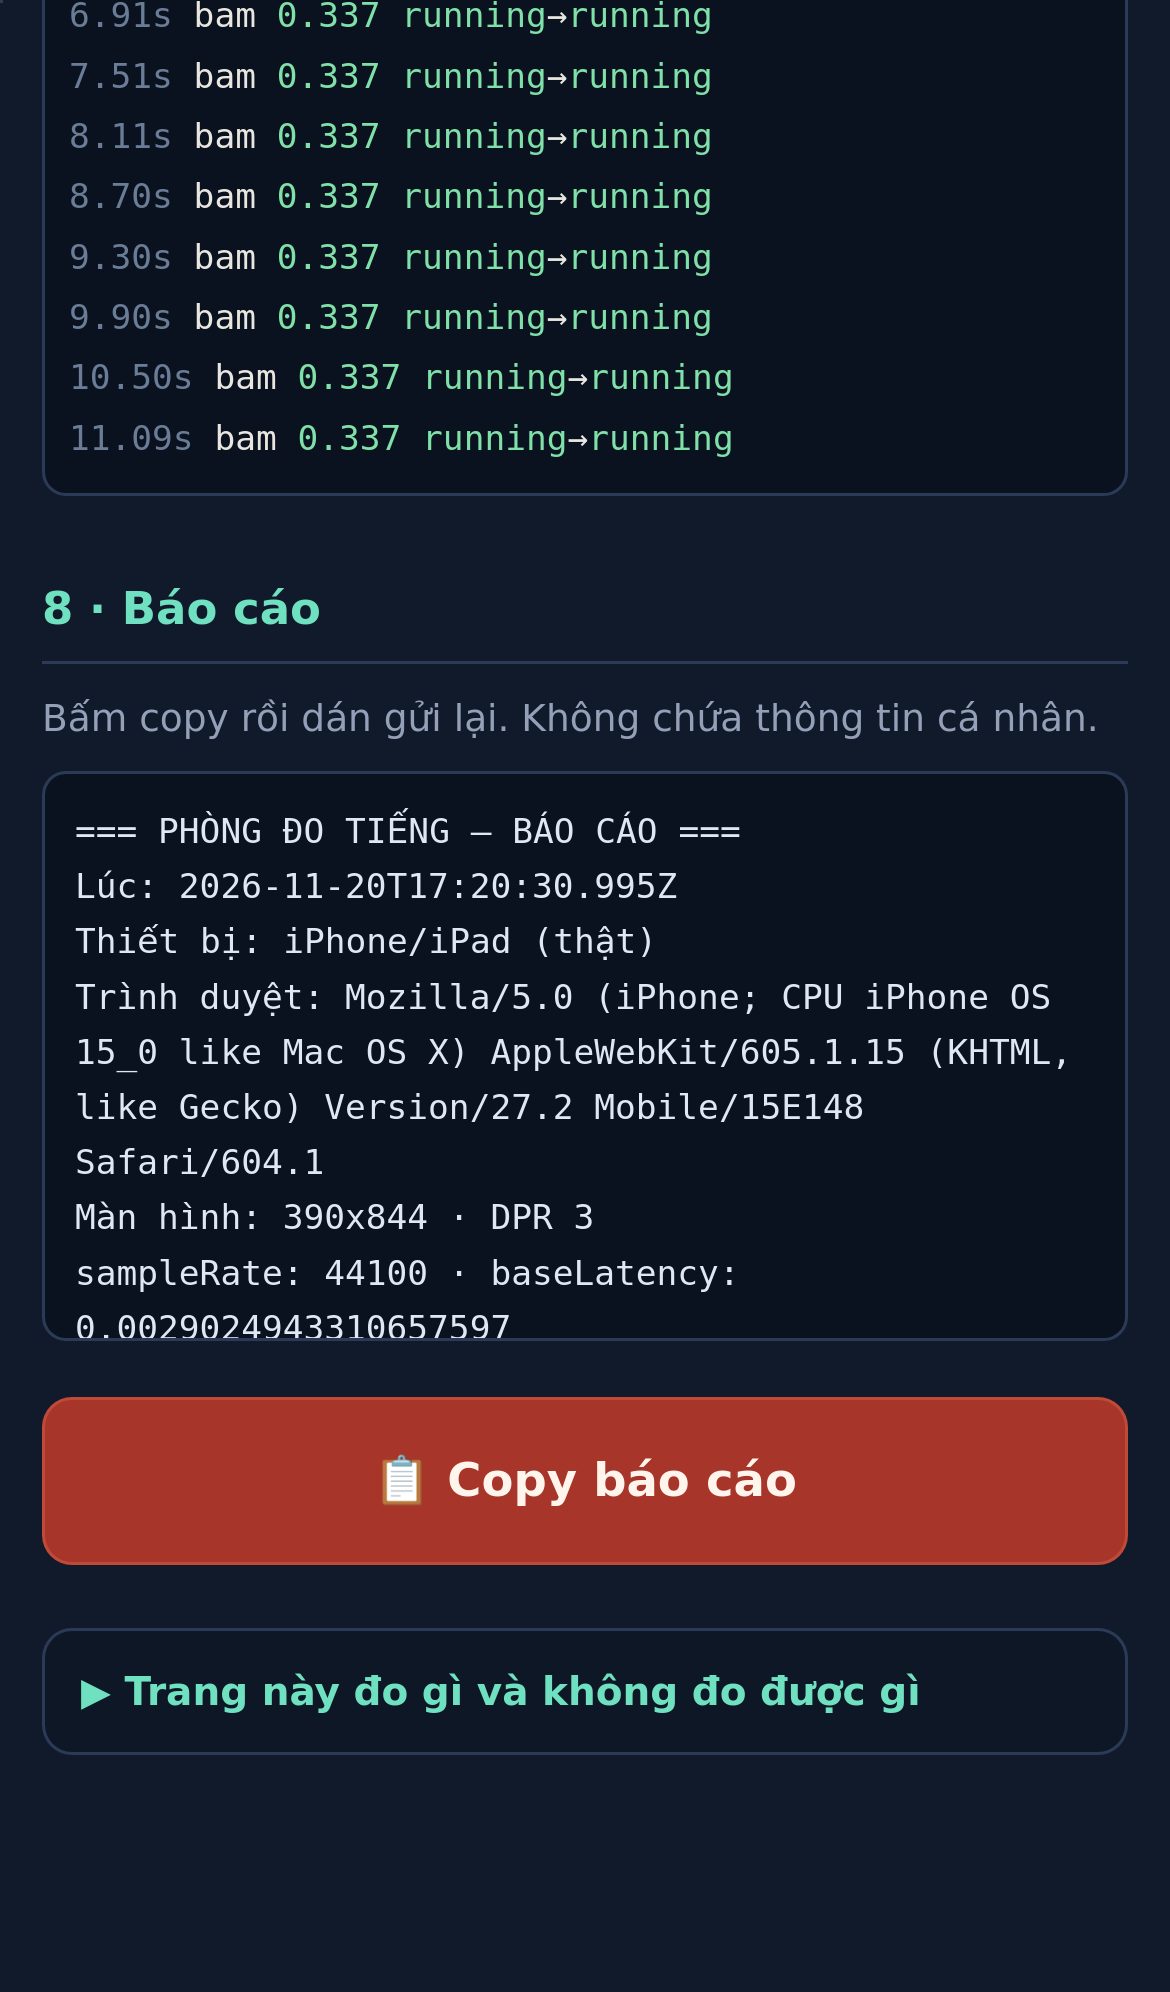 6.91s bam 0.337 running→running
7.51s bam 0.337 running→running
8.11s bam 0.337 running→running
8.70s bam 0.337 running→running
9.30s bam 0.337 running→running
9.90s bam 0.337 running→running
10.50s bam 0.337 running→running
11.09s bam 0.337 running→running
8 · Báo cáo
Bấm copy rồi dán gửi lại. Không chứa thông tin cá nhân.
=== PHÒNG ĐO TIẾNG — BÁO CÁO ===
Lúc: 2026-11-20T17:20:30.995Z
Thiết bị: iPhone/iPad (thật)
Trình duyệt: Mozilla/5.0 (iPhone; CPU iPhone OS
15_0 like Mac OS X) AppleWebKit/605.1.15 (KHTML,
like Gecko) Version/27.2 Mobile/15E148
Safari/604.1
Màn hình: 390x844 · DPR 3
sampleRate: 44100 · baseLatency:
0.0029024943310657597
📋 Copy báo cáo
▶ Trang này đo gì và không đo được gì